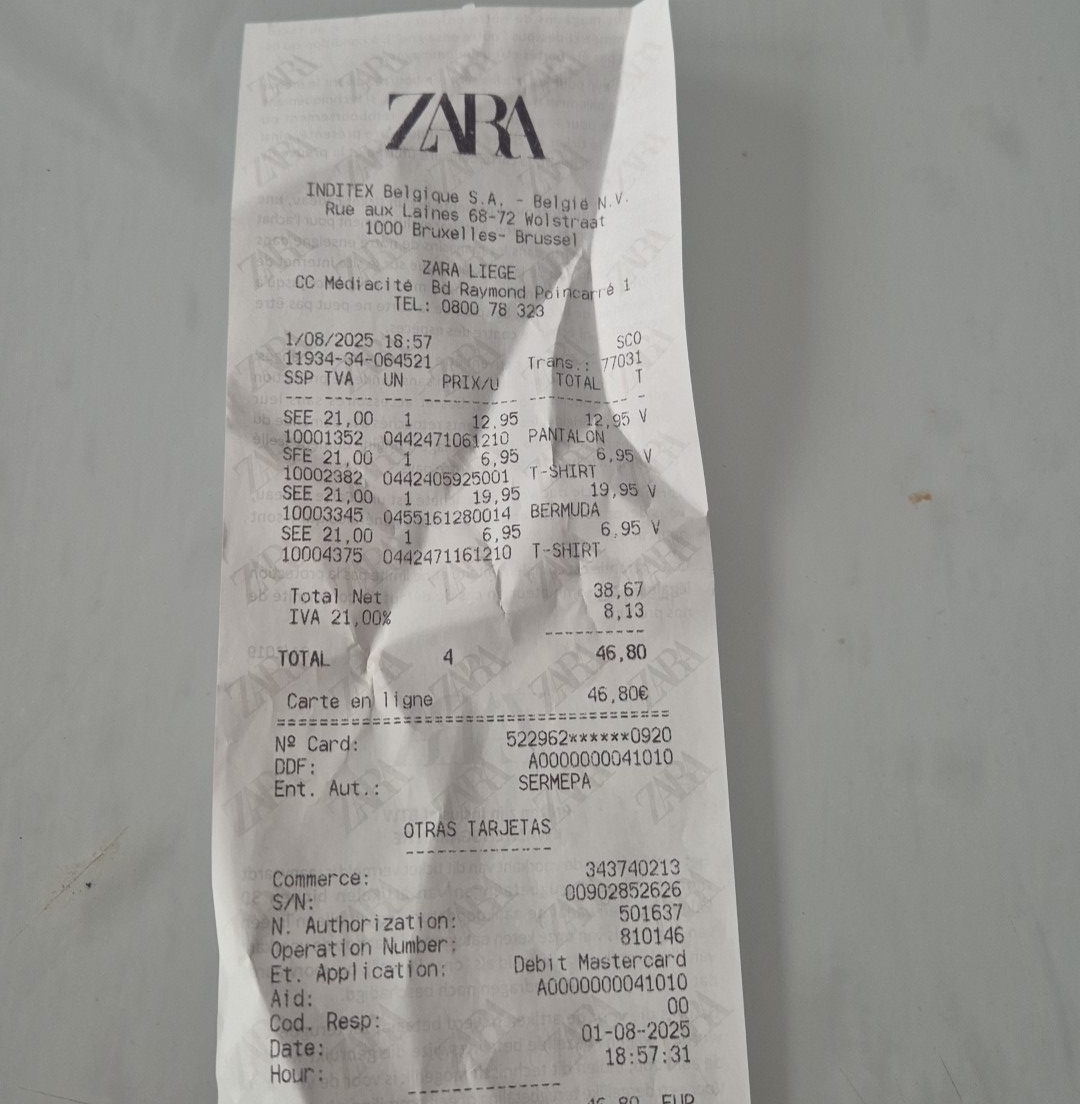 ZARA
INDITEX Belgique S.A. - België N.V.
Rue aux Laines 68-72 Wolstraat
1000 Bruxelles- Brussel
ZARA LIEGE
CC Médiacité Bd Raymond Poincarré 1
TEL: 0800 78 323
1/08/2025 18:57 SCO
11934-34-064521 Trans.: 77031
SSP TVA UN PRIX/U TOTAL T
--- --- --- ---------- ---------- -
SEE 21,00 1 12,95 12,95 V
10001352 0442471061210 PANTALON
SFE 21,00 1 6,95 6,95 V
10002382 0442405925001 T-SHIRT
SEE 21,00 1 19,95 19,95 V
10003345 0455161280014 BERMUDA
SEE 21,00 1 6,95 6,95 V
10004375 0442471161210 T-SHIRT
Total Net 38,67
IVA 21,00% 8,13
----------
TOTAL 4 46,80
Carte en ligne 46,80€
========================================
Nº Card: 522962******0920
DDF: A0000000041010
Ent. Aut.: SERMEPA
OTRAS TARJETAS
--------------
Commerce: 343740213
S/N: 00902852626
N. Authorization: 501637
Operation Number: 810146
Et. Application: Debit Mastercard
Aid: A0000000041010
Cod. Resp: 00
Date: 01-08-2025
Hour: 18:57:31
---------------
46,80 EUR